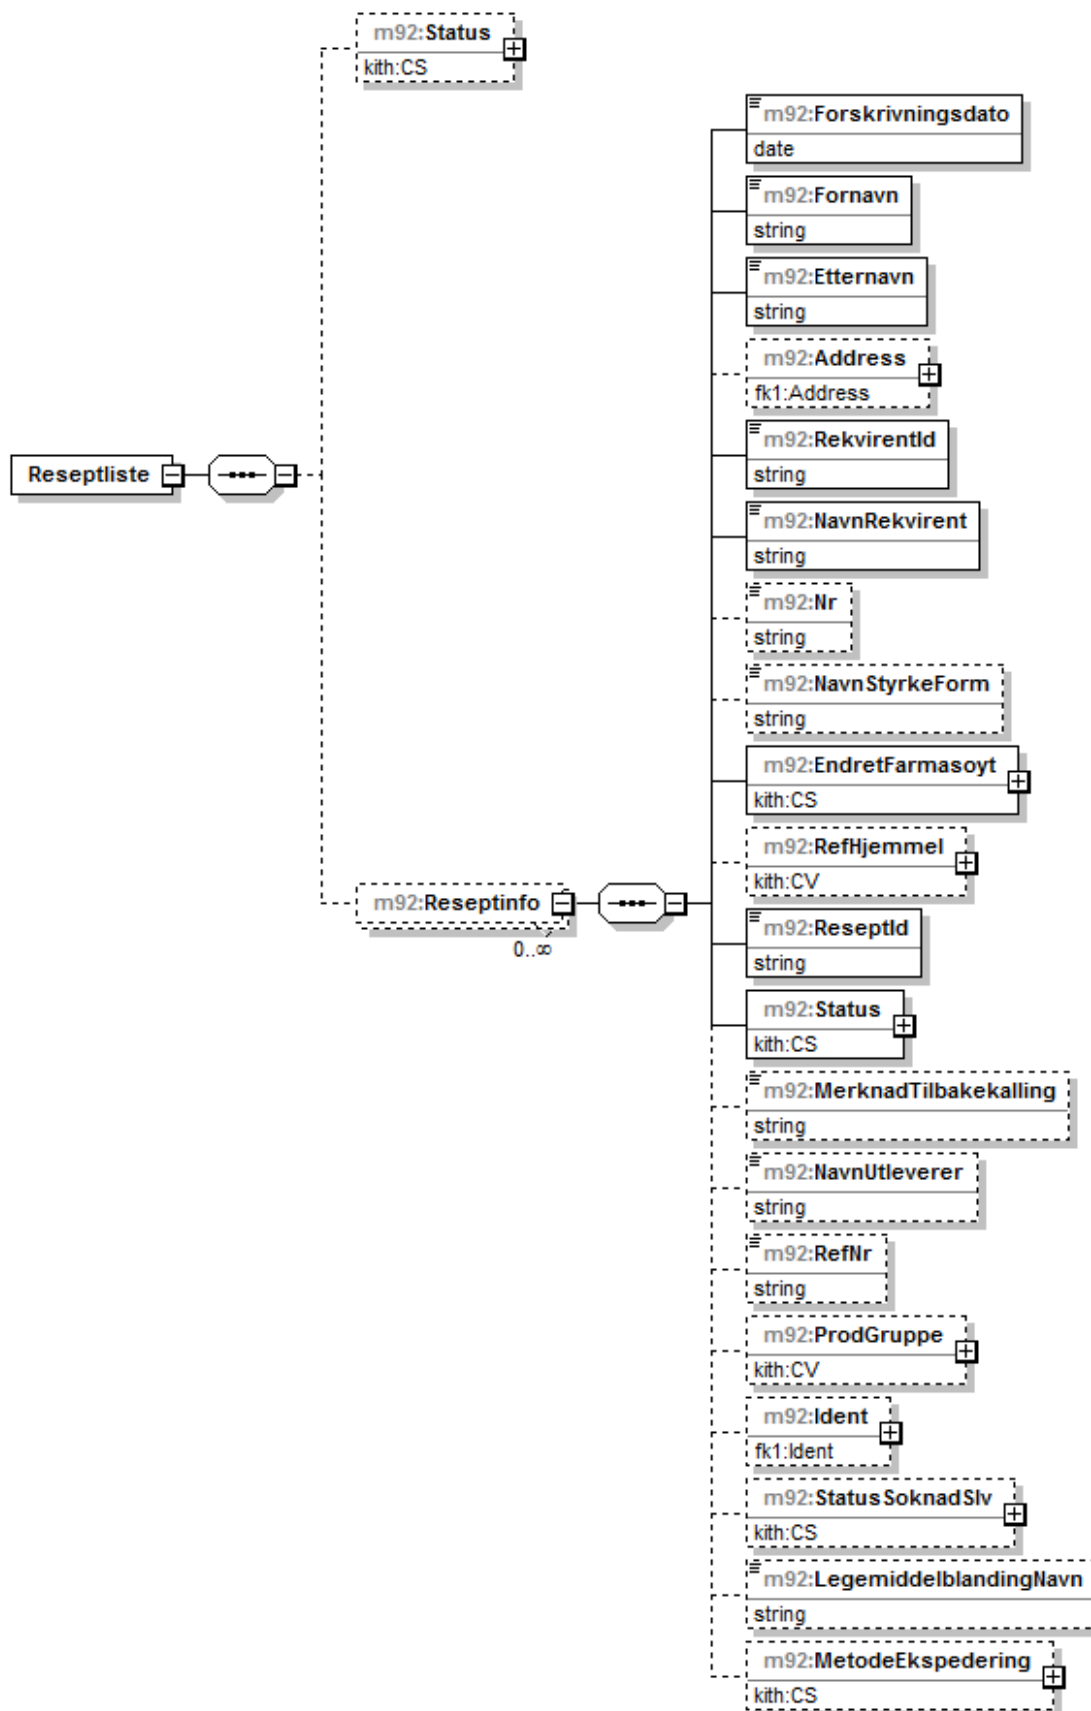 m92:Status
kith:CS
m92:Forskrivningsdato
date
m92:Fornavn
string
m92:Etternavn
string
m92:Address
fk1:Address
m92:RekvirentId
string
Reseptliste
m92:NavnRekvirent
string
m92:Nr
string
m92:NavnStyrkeForm
string
m92:EndretFarmasoyt
kith:CS
m92:RefHjemmel
kith:CV
m92:Reseptinfo
0..∞
m92:ReseptId
string
m92:Status
kith:CS
m92:MerknadTilbakekalling
string
m92:NavnUtleverer
string
m92:RefNr
string
m92:ProdGruppe
kith:CV
m92:Ident
fk1:Ident
m92:StatusSoknadSlv
kith:CS
m92:LegemiddelblandingNavn
string
m92:MetodeEkspedering
kith:CS